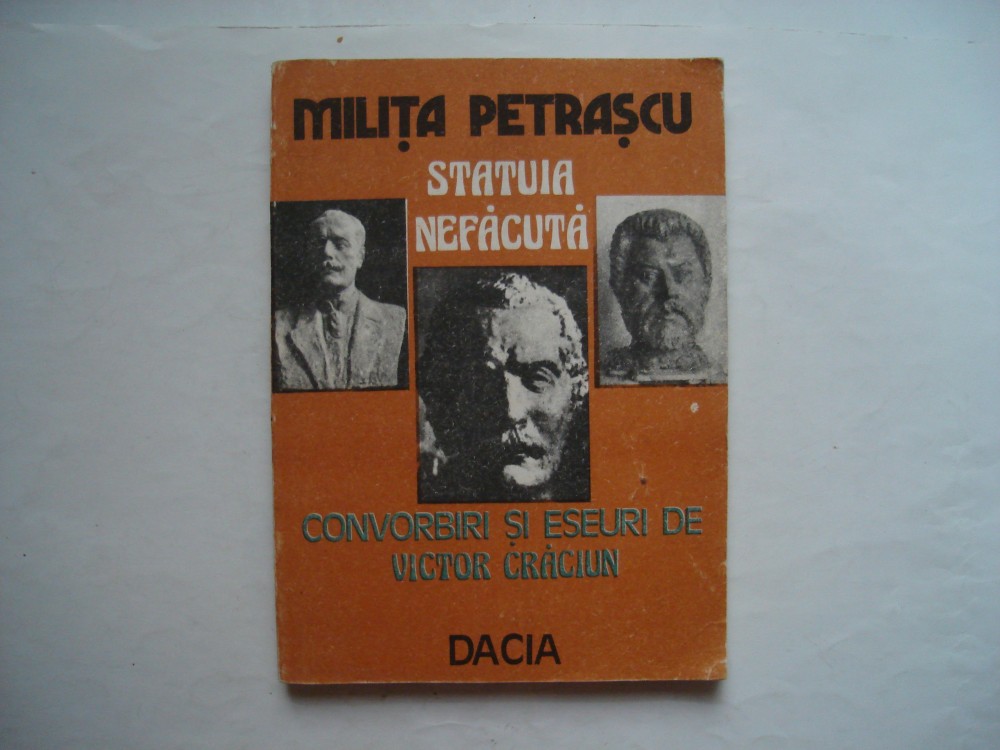 MILIȚA PETRAȘCU
STATUIA
NEFĂCUTĂ
CONVORBIRI ȘI ESEURI DE
VICTOR CRĂCIUN
DACIA